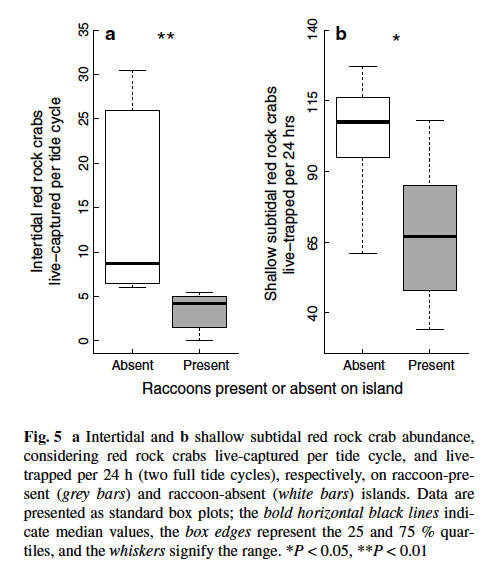 a
**
b
*
35
30
25
20
15
10
5
0
Intertidal red rock crabs
live−captured per tide cycle
140
115
90
65
40
Shallow subtidal red rock crabs
live−trapped per 24 hrs
Absent Present
Absent Present
Raccoons present or absent on island
Fig. 5 a Intertidal and b shallow subtidal red rock crab abundance,
considering red rock crabs live-captured per tide cycle, and live-
trapped per 24 h (two full tide cycles), respectively, on raccoon-pre-
sent (grey bars) and raccoon-absent (white bars) islands. Data are
presented as standard box plots; the bold horizontal black lines indi-
cate median values, the box edges represent the 25 and 75 % quar-
tiles, and the whiskers signify the range. *P < 0.05, **P < 0.01